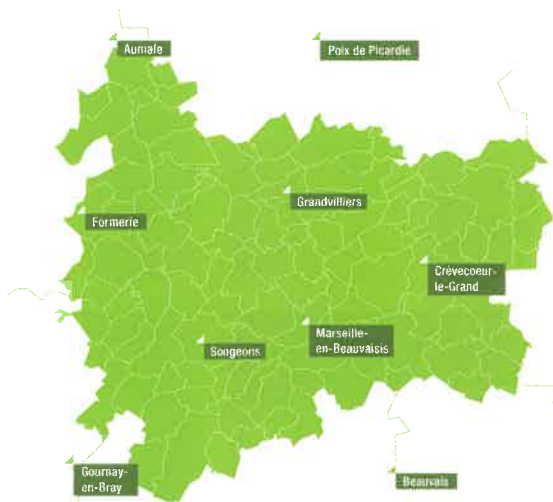 Aumale
Poix de Picardie
Grandvilliers
Formerie
Crèvecoeur-
le-Grand
Marseille-
en-Beauvaisis
Songeons
Gournay-
en-Bray
Beauvais